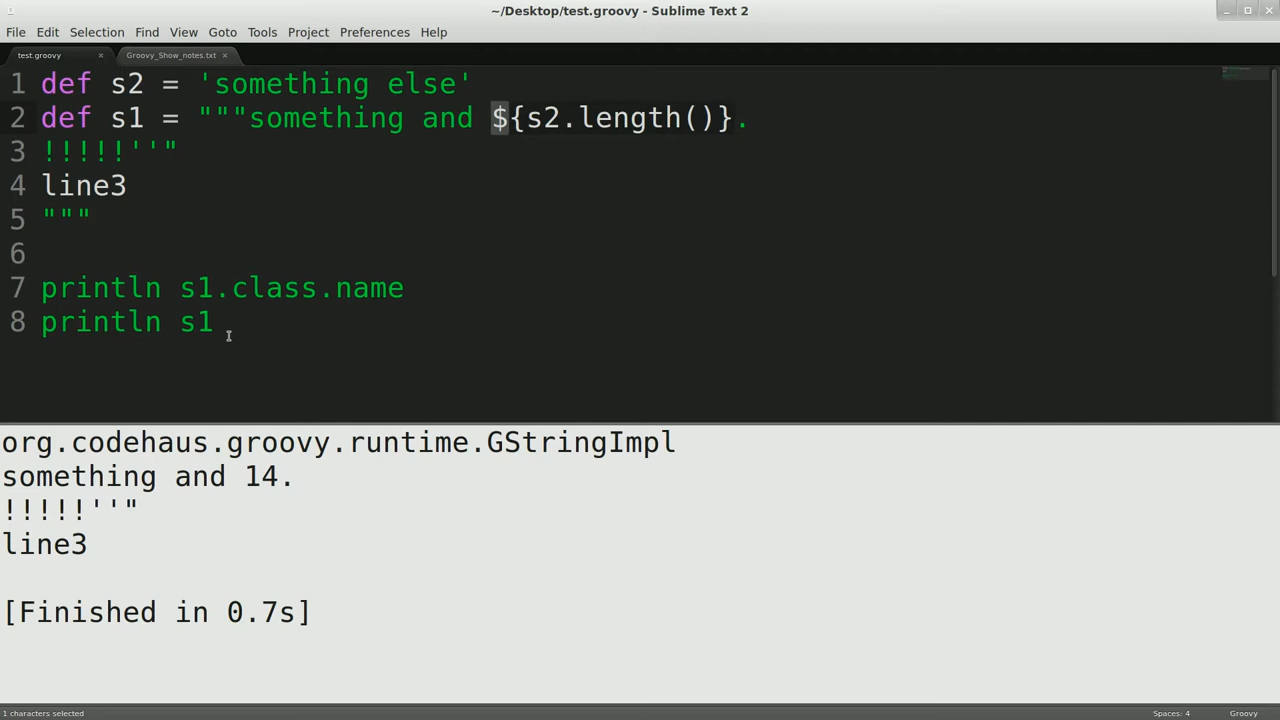 ~/Desktop/test.groovy - Sublime Text 2
File Edit Selection Find View Goto Tools Project Preferences Help
test.groovy × Groovy_Show_notes.txt ×
1 def s2 = 'something else'
2 def s1 = """something and ${s2.length()}.
3 !!!!!''"
4 line3
5 """
6
7 println s1.class.name
8 println s1
org.codehaus.groovy.runtime.GStringImpl
something and 14.
!!!!!''"
line3
[Finished in 0.7s]
1 characters selected Spaces: 4 Groovy